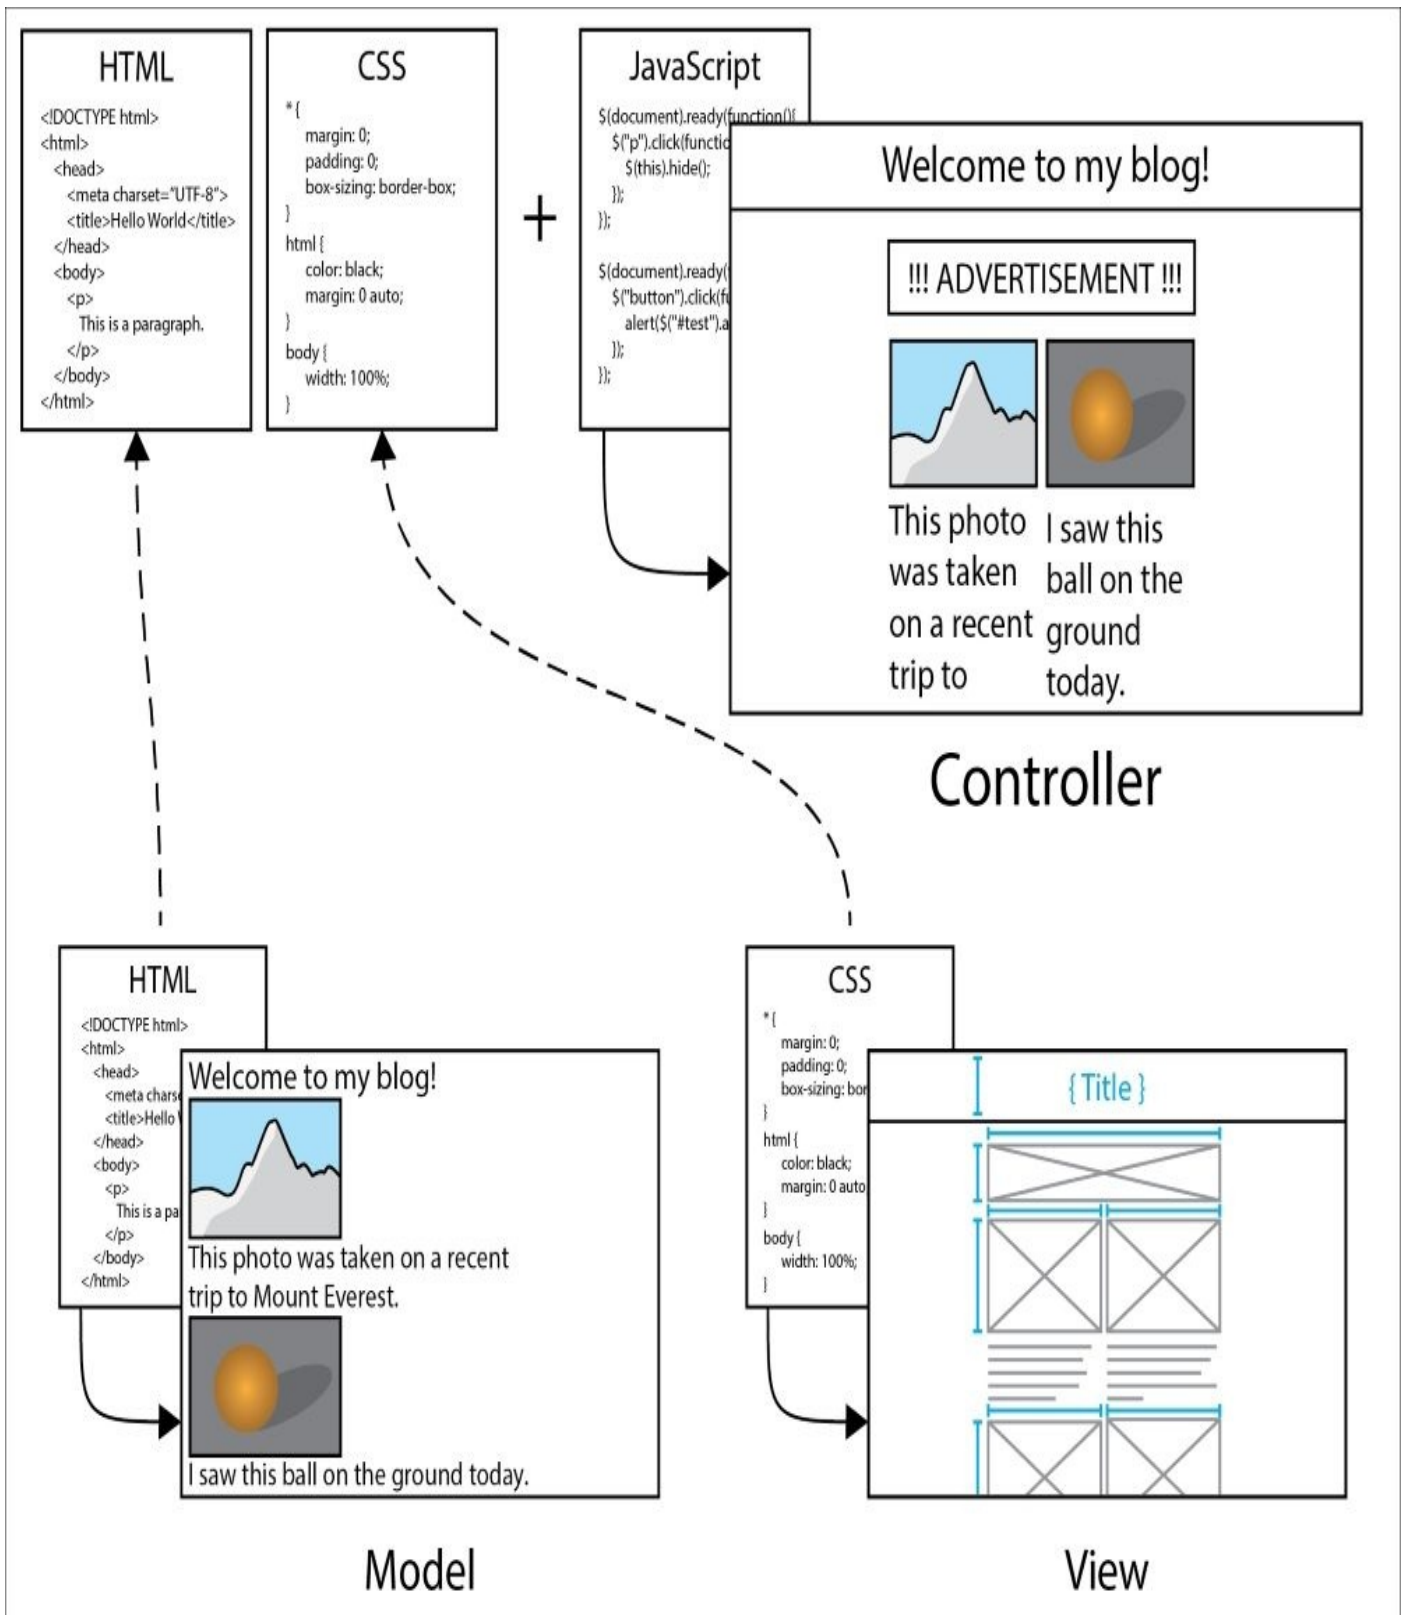 HTML
<!DOCTYPE html>
<html>
<head>
<meta charset="UTF-8">
<title>Hello World</title>
</head>
<body>
<p>
This is a paragraph.
</p>
</body>
</html>
CSS
* {
margin: 0;
padding: 0;
box-sizing: border-box;
}
html {
color: black;
margin: 0 auto;
}
body {
width: 100%;
}
+
JavaScript
$(document).ready(function(){
$("p").click(functio
$(this).hide();
});
});
$(document).ready(
$("button").click(fu
alert($("#test").a
});
});
Welcome to my blog!
!!! ADVERTISEMENT !!!
This photo
was taken
on a recent
trip to
I saw this
ball on the
ground
today.
Controller
HTML
<!DOCTYPE html>
<html>
<head>
<meta charse
<title>Hello
</head>
<body>
<p>
This is a pa
</p>
</body>
</html>
Welcome to my blog!
This photo was taken on a recent
trip to Mount Everest.
I saw this ball on the ground today.
Model
CSS
* {
margin: 0;
padding: 0;
box-sizing: bor
}
html {
color: black;
margin: 0 auto
}
body {
width: 100%;
}
{ Title }
View